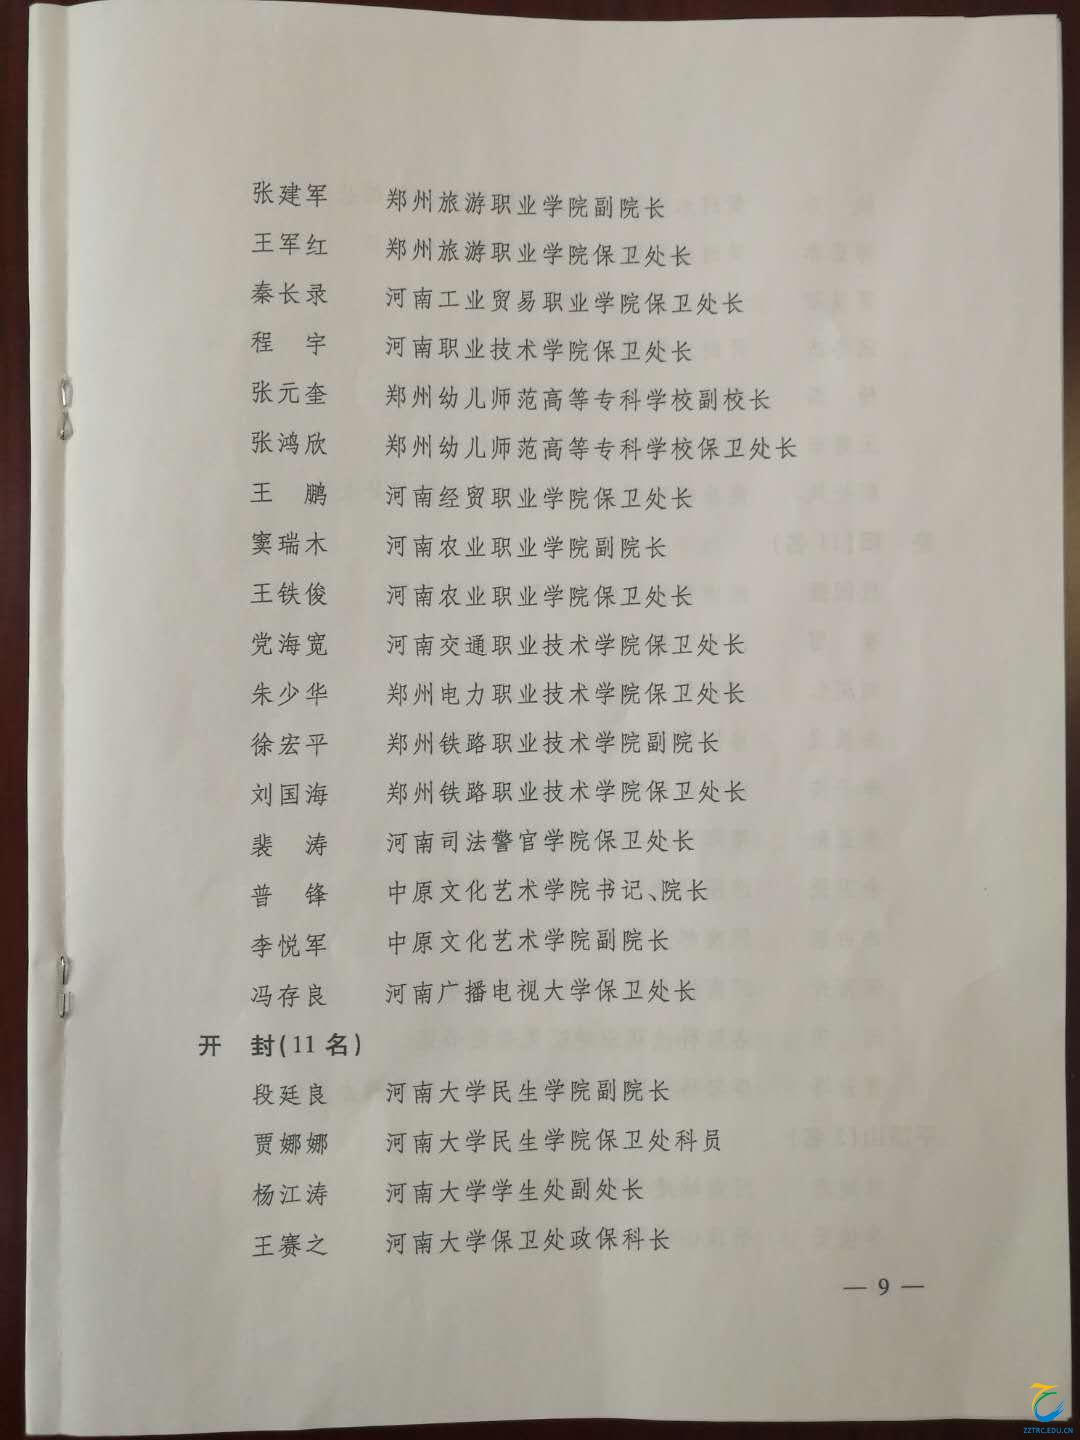 张建军 郑州旅游职业学院副院长
王军红 郑州旅游职业学院保卫处长
秦长录 河南工业贸易职业学院保卫处长
程 宇 河南职业技术学院保卫处长
张元奎 郑州幼儿师范高等专科学校副校长
张鸿欣 郑州幼儿师范高等专科学校保卫处长
王 鹏 河南经贸职业学院保卫处长
窦瑞木 河南农业职业学院副院长
王铁俊 河南农业职业学院保卫处长
党海宽 河南交通职业技术学院保卫处长
朱少华 郑州电力职业技术学院保卫处长
徐宏平 郑州铁路职业技术学院副院长
刘国海 郑州铁路职业技术学院保卫处长
裴 涛 河南司法警官学院保卫处长
普 锋 中原文化艺术学院书记、院长
李悦军 中原文化艺术学院副院长
冯存良 河南广播电视大学保卫处长
开 封(11名)
段廷良 河南大学民生学院副院长
贾娜娜 河南大学民生学院保卫处科员
杨江涛 河南大学学生处副处长
王赛之 河南大学保卫处政保科长
— 9 —
ZZTRC.EDU.CN